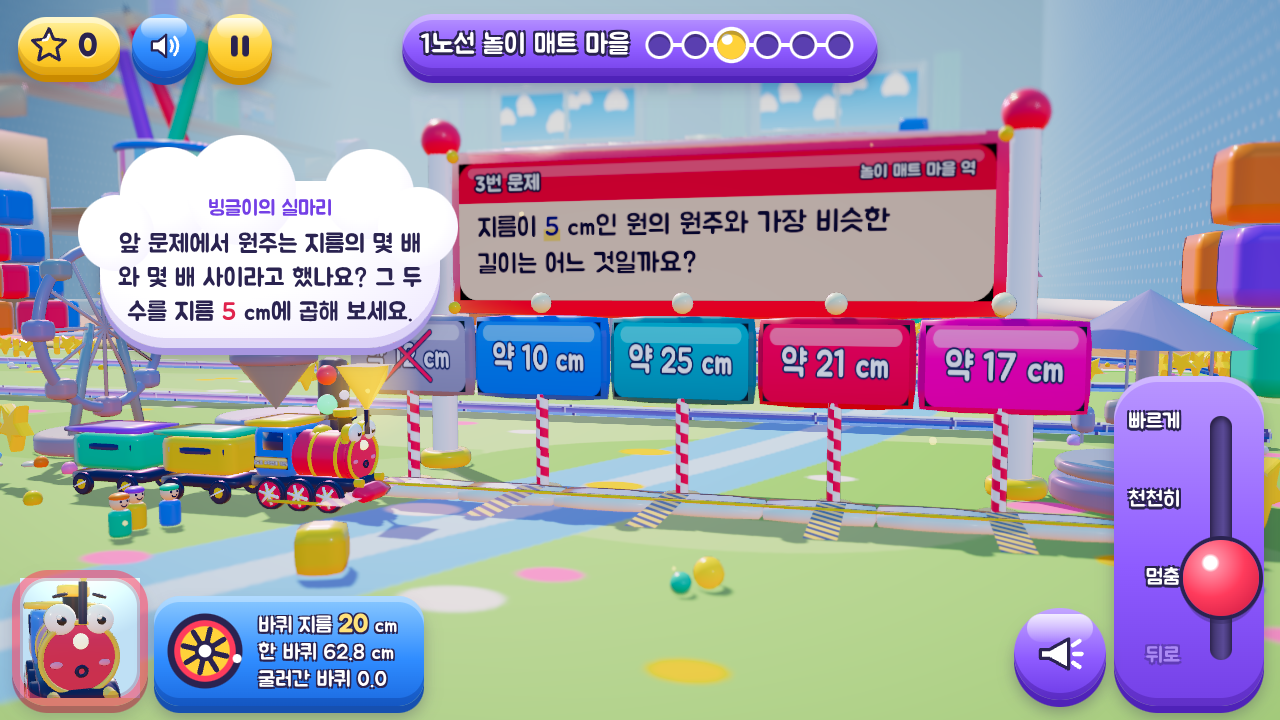 0
1노선 놀이 매트 마을
빙글이의 실마리
앞 문제에서 원주는 지름의 몇 배
와 몇 배 사이라고 했나요? 그 두
수를 지름 5 cm에 곱해 보세요.
3번 문제
놀이 매트 마을 역
지름이 5 cm인 원의 원주와 가장 비슷한
길이는 어느 것일까요?
cm
약 10 cm
약 25 cm
약 21 cm
약 17 cm
빠르게
천천히
멈춤
뒤로
바퀴 지름 20 cm
한 바퀴 62.8 cm
굴러간 바퀴 0.0